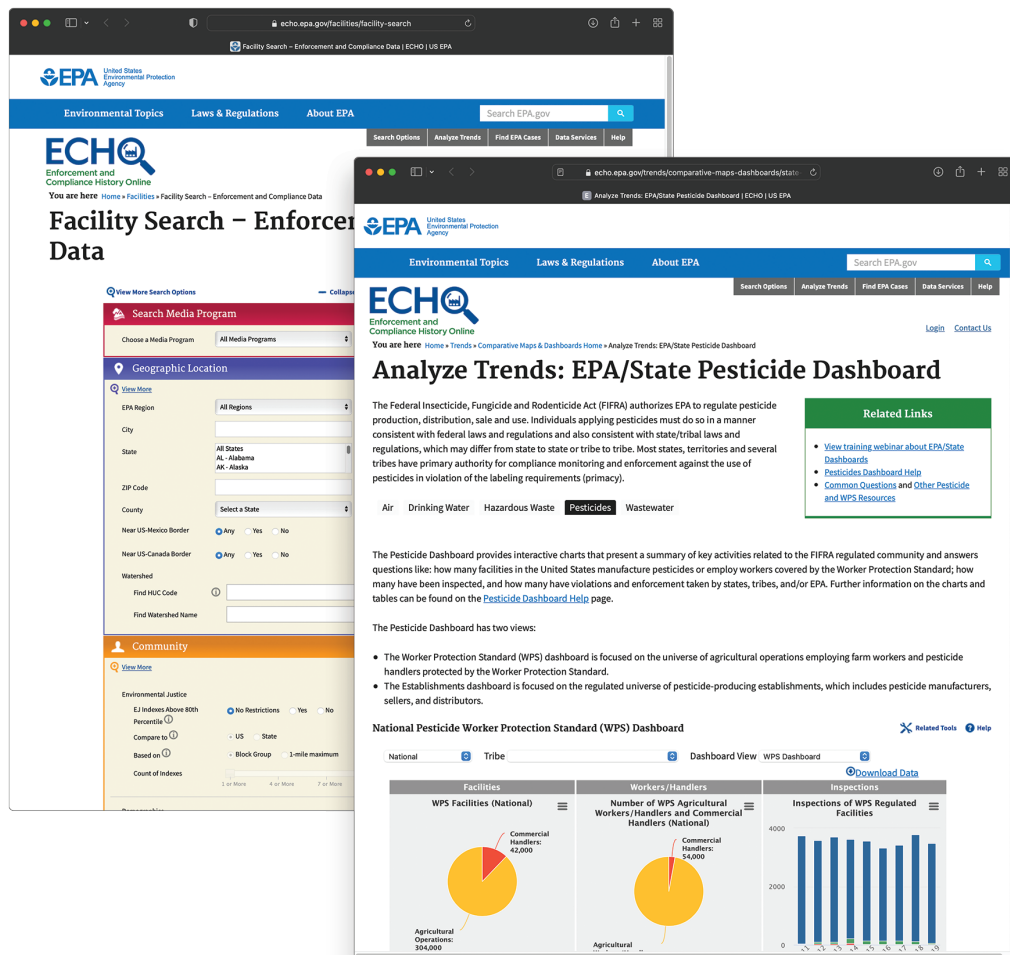 echo.epa.gov/facilities/facility-search
Facility Search – Enforcement and Compliance Data | ECHO | US EPA
EPA United States
Environmental Protection
Agency
Environmental Topics Laws & Regulations About EPA Search EPA.gov
Search Options Analyze Trends Find EPA Cases Data Services Help
ECHO
Enforcement and
Compliance History Online
You are here Home » Facilities » Facility Search – Enforcement and Compliance Data
Facility Search – Enforcem
Data
View More Search Options
Collapse
Search Media Program
Choose a Media Program All Media Programs
Geographic Location
View More
EPA Region All Regions
City
State All States
AL - Alabama
AK - Alaska
ZIP Code
County Select a State
Near US-Mexico Border Any Yes No
Near US-Canada Border Any Yes No
Watershed
Find HUC Code
Find Watershed Name
Community
View More
Environmental Justice
EJ Indexes Above 80th
Percentile No Restrictions Yes No
Compare to US State
Based on Block Group 1-mile maximum
Count of Indexes
1 or More 4 or More 7 or More
echo.epa.gov/trends/comparative-maps-dashboards/state
Analyze Trends: EPA/State Pesticide Dashboard | ECHO | US EPA
EPA United States
Environmental Protection
Agency
Environmental Topics Laws & Regulations About EPA Search EPA.gov
Search Options Analyze Trends Find EPA Cases Data Services Help
ECHO
Enforcement and
Compliance History Online
Login Contact Us
You are here Home » Trends » Comparative Maps & Dashboards Home » Analyze Trends: EPA/State Pesticide Dashboard
Analyze Trends: EPA/State Pesticide Dashboard
The Federal Insecticide, Fungicide and Rodenticide Act (FIFRA) authorizes EPA to regulate pesticide
production, distribution, sale and use. Individuals applying pesticides must do so in a manner
consistent with federal laws and regulations and also consistent with state/tribal laws and
regulations, which may differ from state to state or tribe to tribe. Most states, territories and several
tribes have primary authority for compliance monitoring and enforcement against the use of
pesticides in violation of the labeling requirements (primacy).
Related Links
View training webinar about EPA/State
Dashboards
Pesticides Dashboard Help
Common Questions and Other Pesticide
and WPS Resources
Air Drinking Water Hazardous Waste Pesticides Wastewater
The Pesticide Dashboard provides interactive charts that present a summary of key activities related to the FIFRA regulated community and answers
questions like: how many facilities in the United States manufacture pesticides or employ workers covered by the Worker Protection Standard; how
many have been inspected, and how many have violations and enforcement taken by states, tribes, and/or EPA. Further information on the charts and
tables can be found on the Pesticide Dashboard Help page.
The Pesticide Dashboard has two views:
• The Worker Protection Standard (WPS) dashboard is focused on the universe of agricultural operations employing farm workers and pesticide
handlers protected by the Worker Protection Standard.
• The Establishments dashboard is focused on the regulated universe of pesticide-producing establishments, which includes pesticide manufacturers,
sellers, and distributors.
National Pesticide Worker Protection Standard (WPS) Dashboard
Related Tools Help
National Tribe Dashboard View WPS Dashboard
Download Data
Facilities
WPS Facilities (National)
Commercial
Handlers:
42,000
Agricultural
Operations:
304,000
Workers/Handlers
Number of WPS Agricultural
Workers/Handlers and Commercial
Handlers (National)
Commercial
Handlers:
54,000
Agricultural
Inspections
Inspections of WPS Regulated
Facilities
4000
2000
0
11 12 13 14 15 16 17 18 19